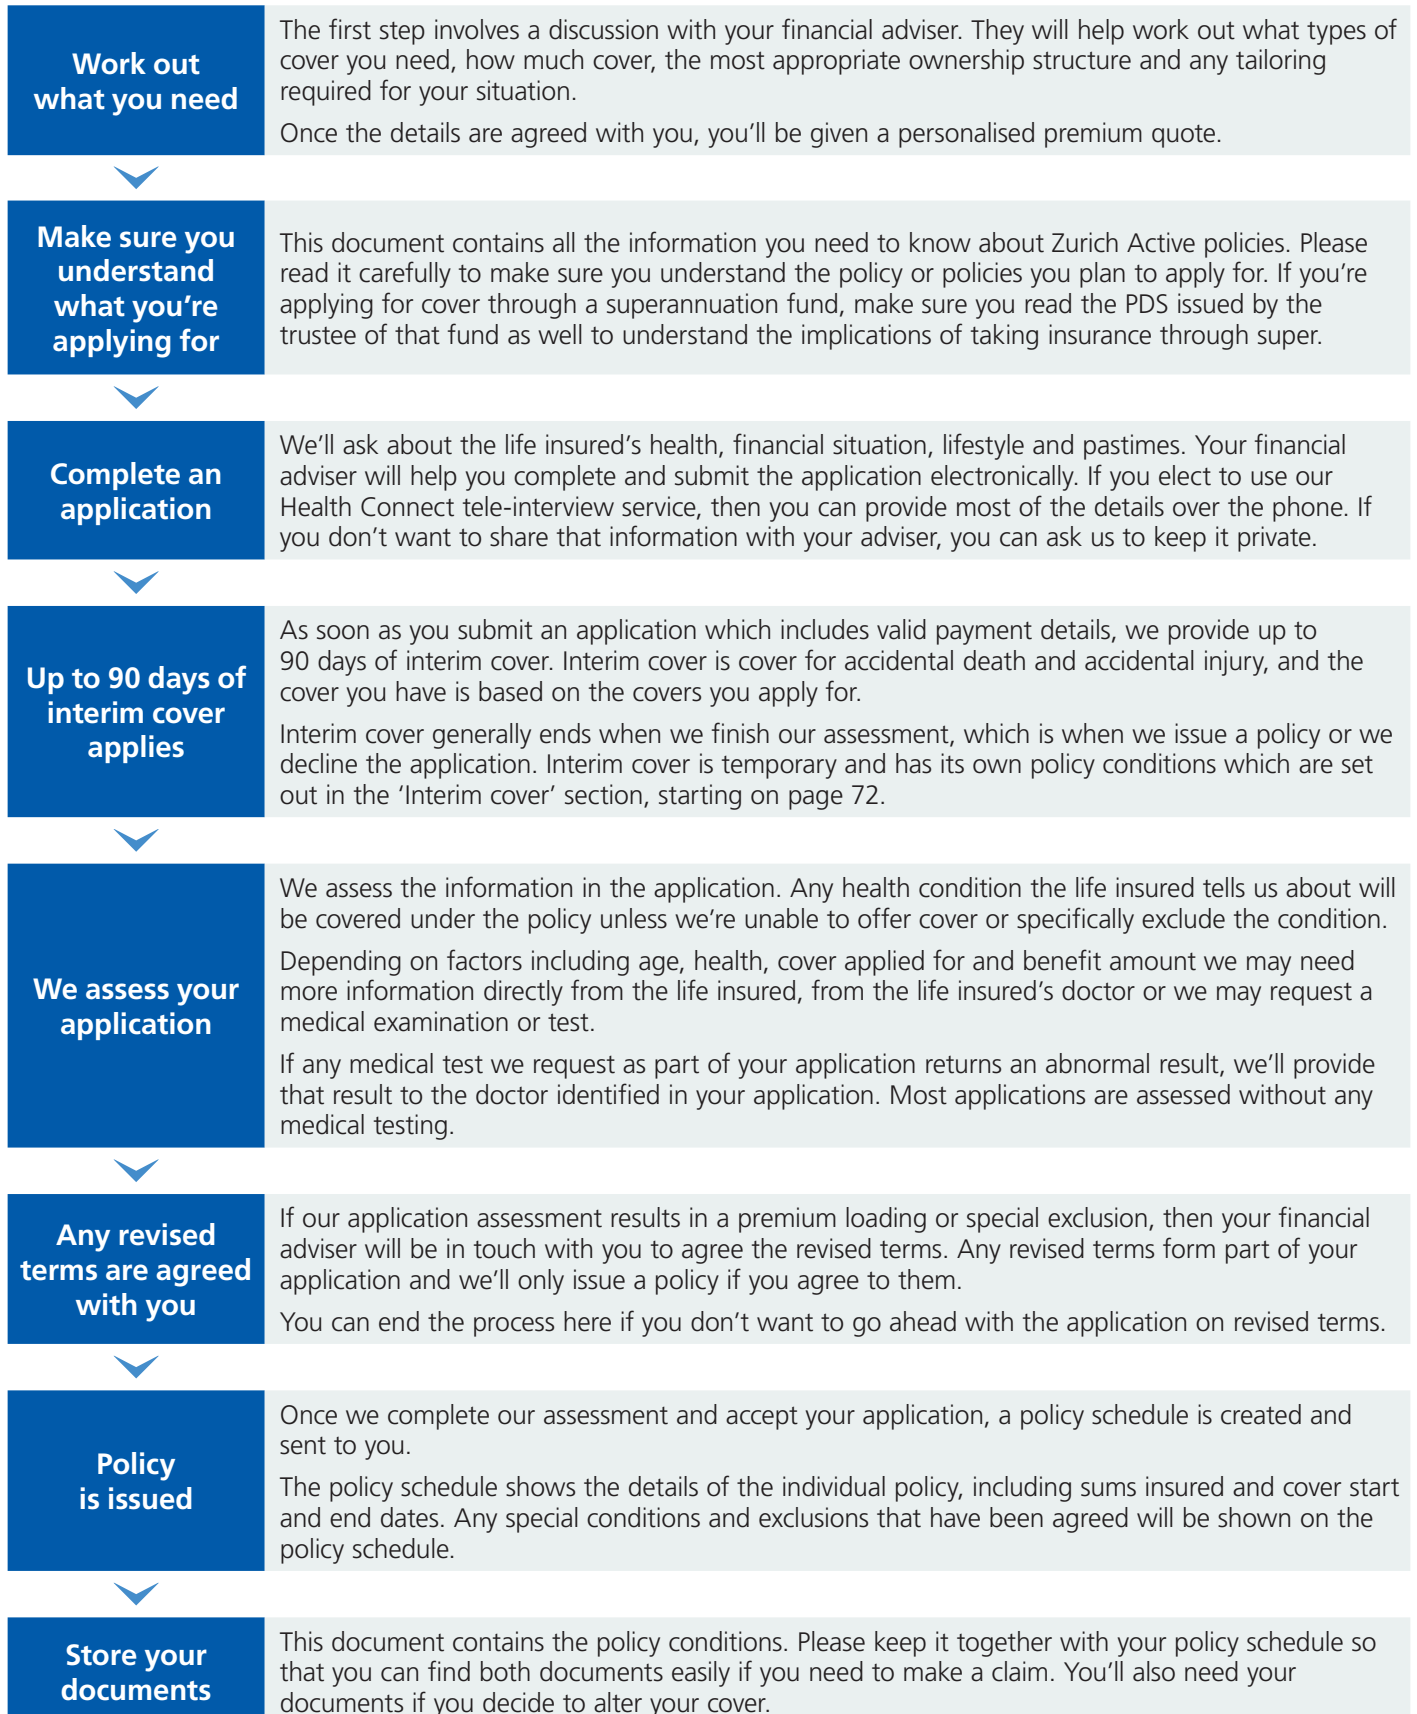 Work out
what you need
The first step involves a discussion with your financial adviser. They will help work out what types of
cover you need, how much cover, the most appropriate ownership structure and any tailoring
required for your situation.
Once the details are agreed with you, you’ll be given a personalised premium quote.
Make sure you
understand
what you’re
applying for
This document contains all the information you need to know about Zurich Active policies. Please
read it carefully to make sure you understand the policy or policies you plan to apply for. If you’re
applying for cover through a superannuation fund, make sure you read the PDS issued by the
trustee of that fund as well to understand the implications of taking insurance through super.
Complete an
application
We’ll ask about the life insured’s health, financial situation, lifestyle and pastimes. Your financial
adviser will help you complete and submit the application electronically. If you elect to use our
Health Connect tele-interview service, then you can provide most of the details over the phone. If
you don’t want to share that information with your adviser, you can ask us to keep it private.
Up to 90 days of
interim cover
applies
As soon as you submit an application which includes valid payment details, we provide up to
90 days of interim cover. Interim cover is cover for accidental death and accidental injury, and the
cover you have is based on the covers you apply for.
Interim cover generally ends when we finish our assessment, which is when we issue a policy or we
decline the application. Interim cover is temporary and has its own policy conditions which are set
out in the ‘Interim cover’ section, starting on page 72.
We assess your
application
We assess the information in the application. Any health condition the life insured tells us about will
be covered under the policy unless we’re unable to offer cover or specifically exclude the condition.
Depending on factors including age, health, cover applied for and benefit amount we may need
more information directly from the life insured, from the life insured’s doctor or we may request a
medical examination or test.
If any medical test we request as part of your application returns an abnormal result, we’ll provide
that result to the doctor identified in your application. Most applications are assessed without any
medical testing.
Any revised
terms are agreed
with you
If our application assessment results in a premium loading or special exclusion, then your financial
adviser will be in touch with you to agree the revised terms. Any revised terms form part of your
application and we’ll only issue a policy if you agree to them.
You can end the process here if you don’t want to go ahead with the application on revised terms.
Policy
is issued
Once we complete our assessment and accept your application, a policy schedule is created and
sent to you.
The policy schedule shows the details of the individual policy, including sums insured and cover start
and end dates. Any special conditions and exclusions that have been agreed will be shown on the
policy schedule.
Store your
documents
This document contains the policy conditions. Please keep it together with your policy schedule so
that you can find both documents easily if you need to make a claim. You’ll also need your
documents if you decide to alter your cover.